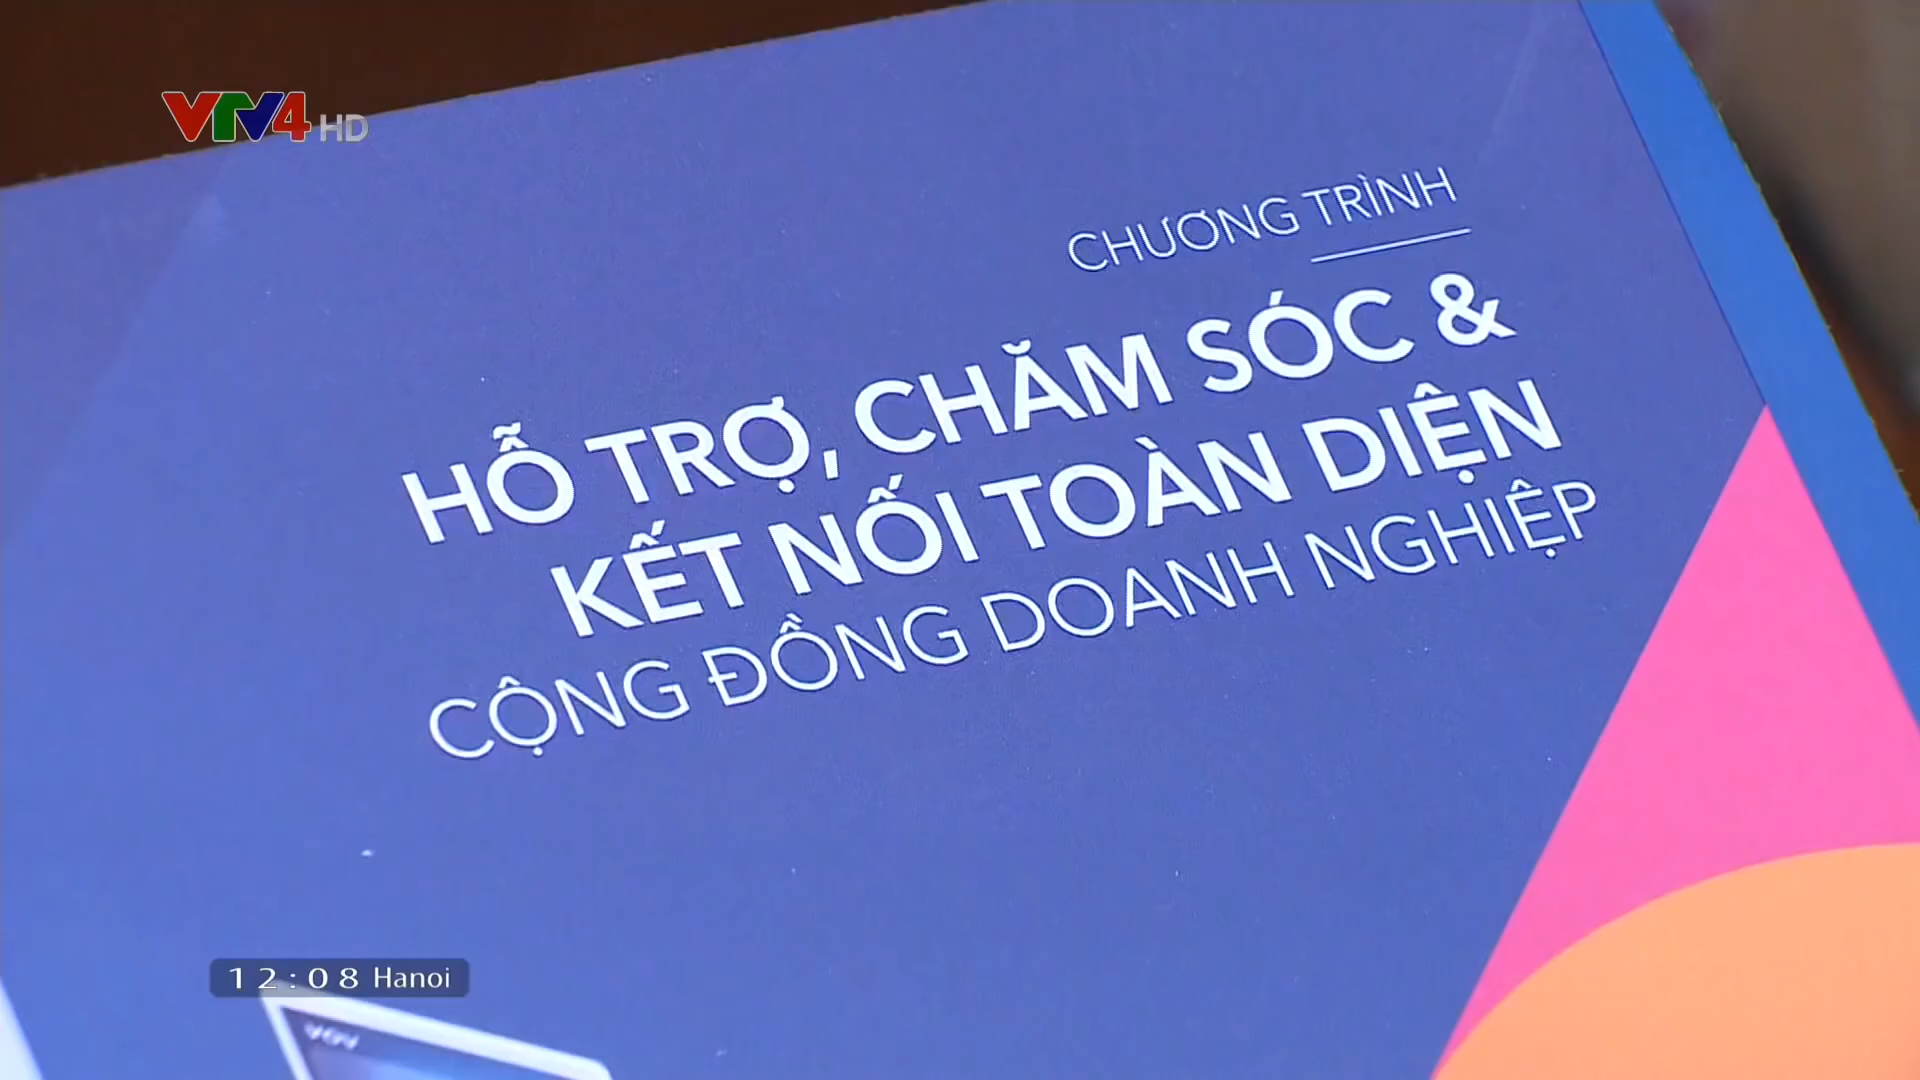 VTV4 HD
CHƯƠNG TRÌNH
HỖ TRỢ, CHĂM SÓC &
KẾT NỐI TOÀN DIỆN
CỘNG ĐỒNG DOANH NGHIỆP
12:08 Hanoi